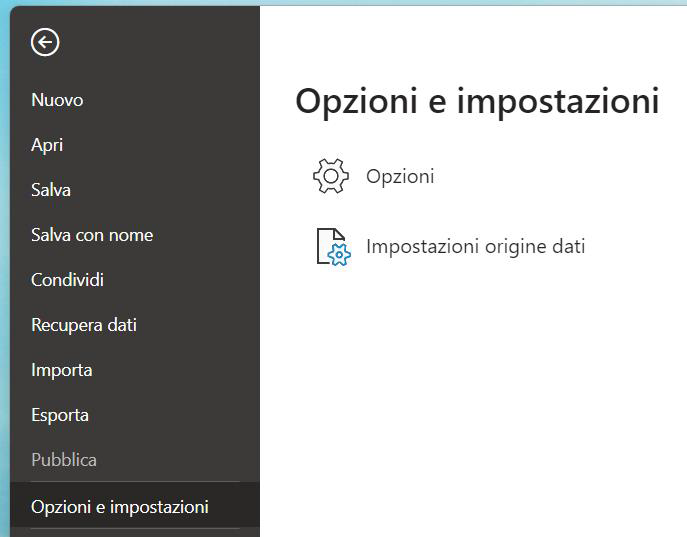 Nuovo
Apri
Salva
Salva con nome
Condividi
Recupera dati
Importa
Esporta
Pubblica
Opzioni e impostazioni
Opzioni e impostazioni
Opzioni
Impostazioni origine dati